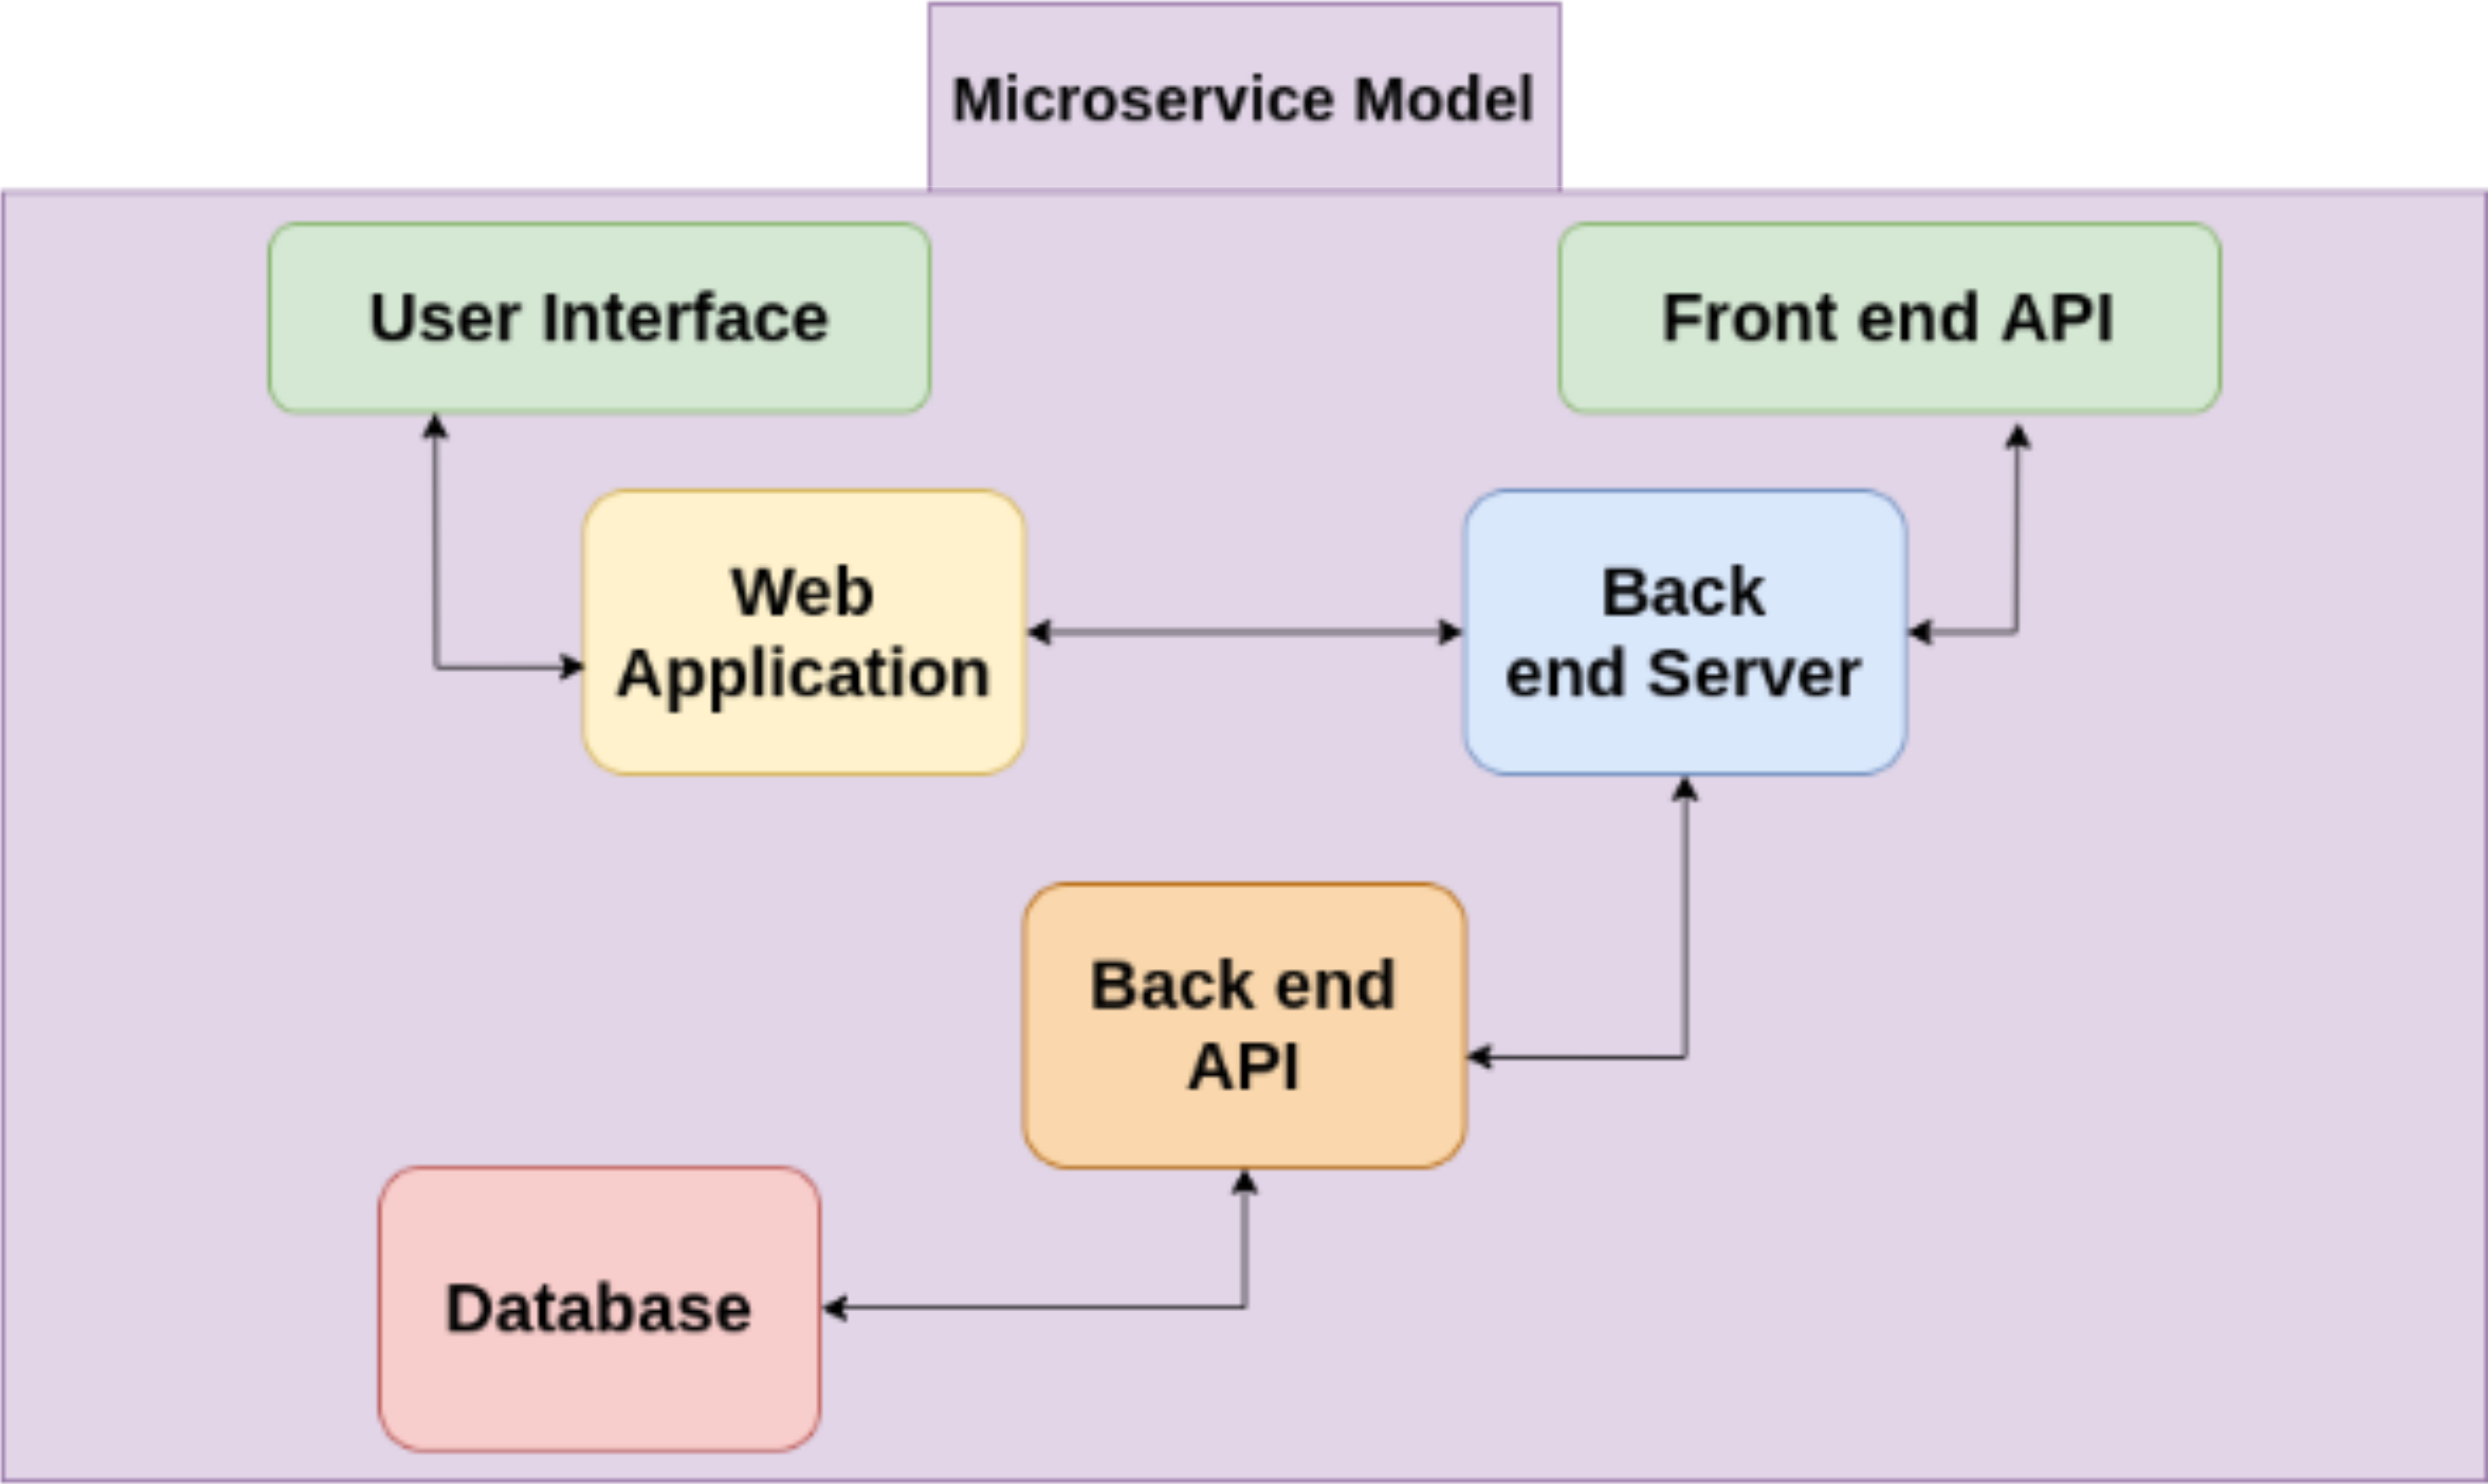 Microservice Model
User Interface
Front end API
Web
Application
Back
end Server
Back end
API
Database